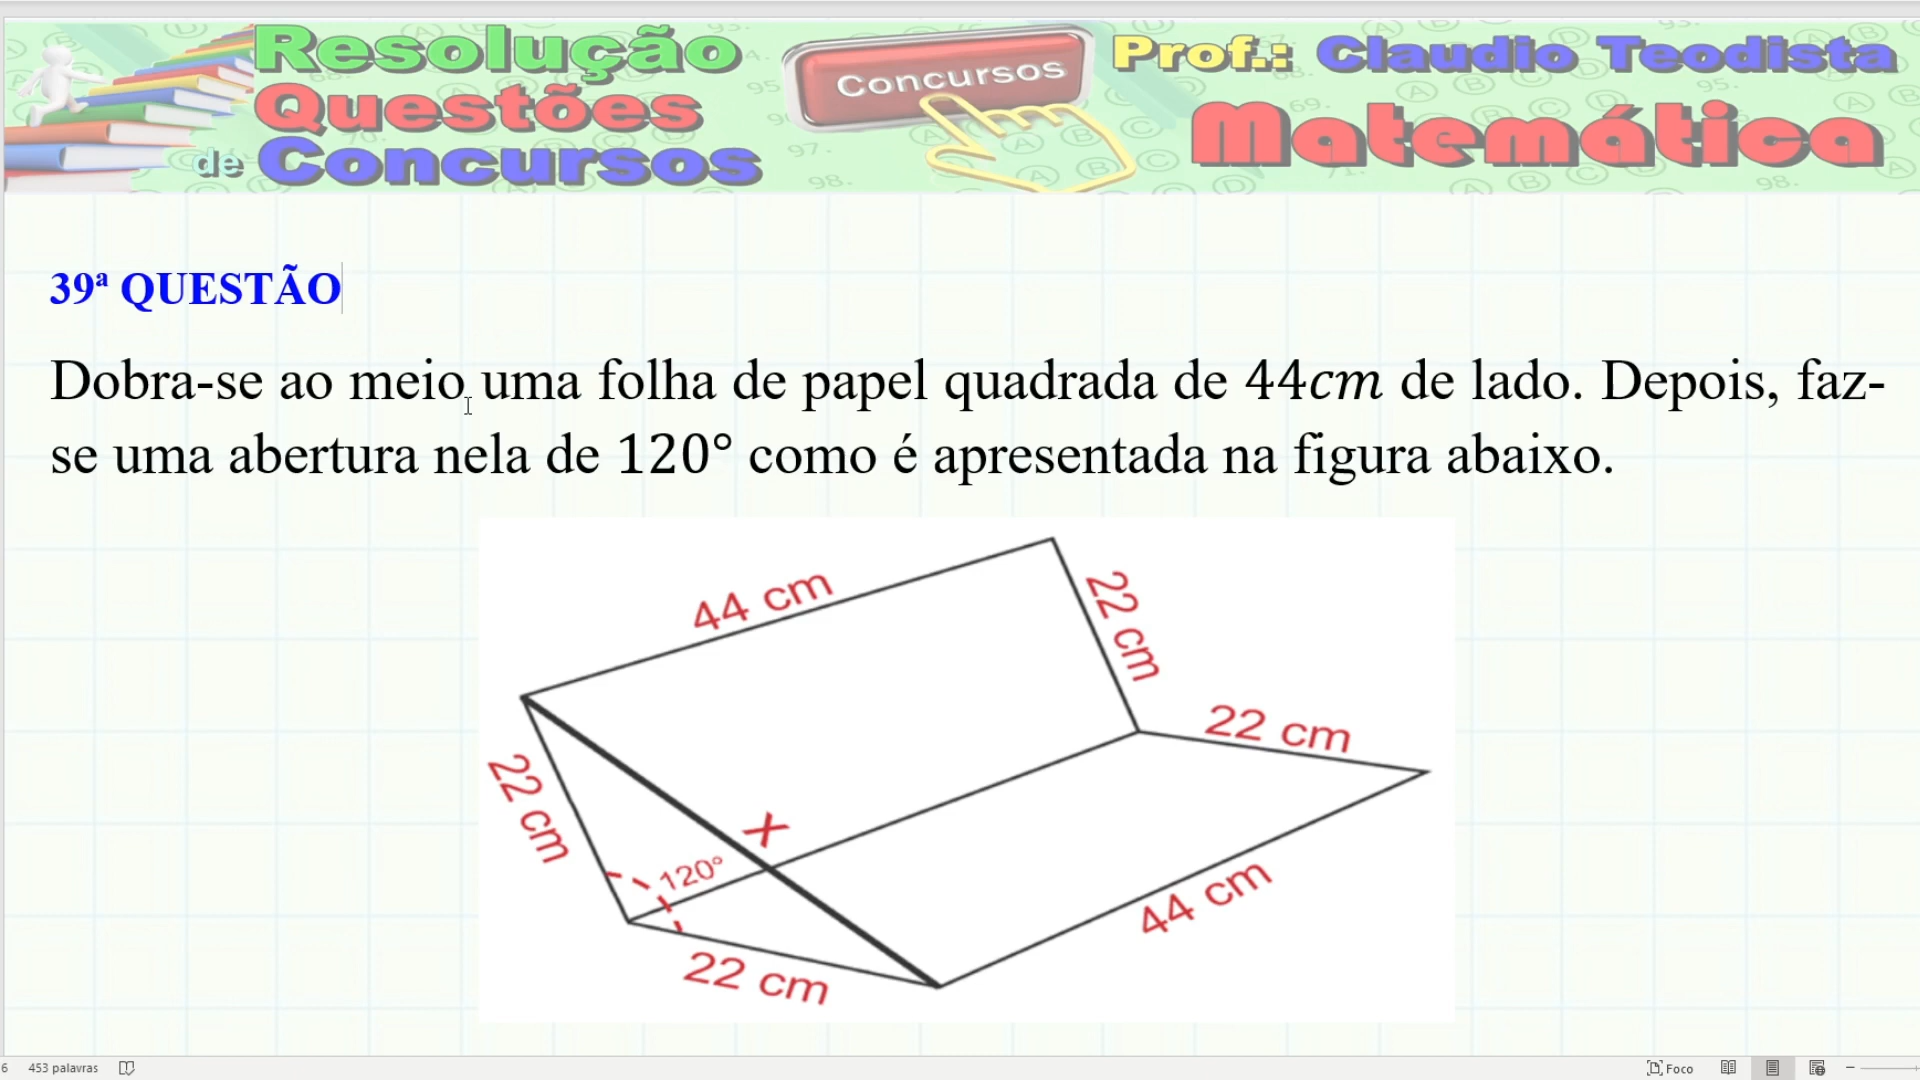 Resolução
Questões
de Concursos
Concursos
Prof.: Claudio Teodista
Matemática
39ª QUESTÃO
Dobra-se ao meio uma folha de papel quadrada de 44cm de lado. Depois, faz-
se uma abertura nela de 120° como é apresentada na figura abaixo.
44 cm
22 cm
22 cm
22 cm
X
120°
44 cm
22 cm
6 453 palavras
Foco